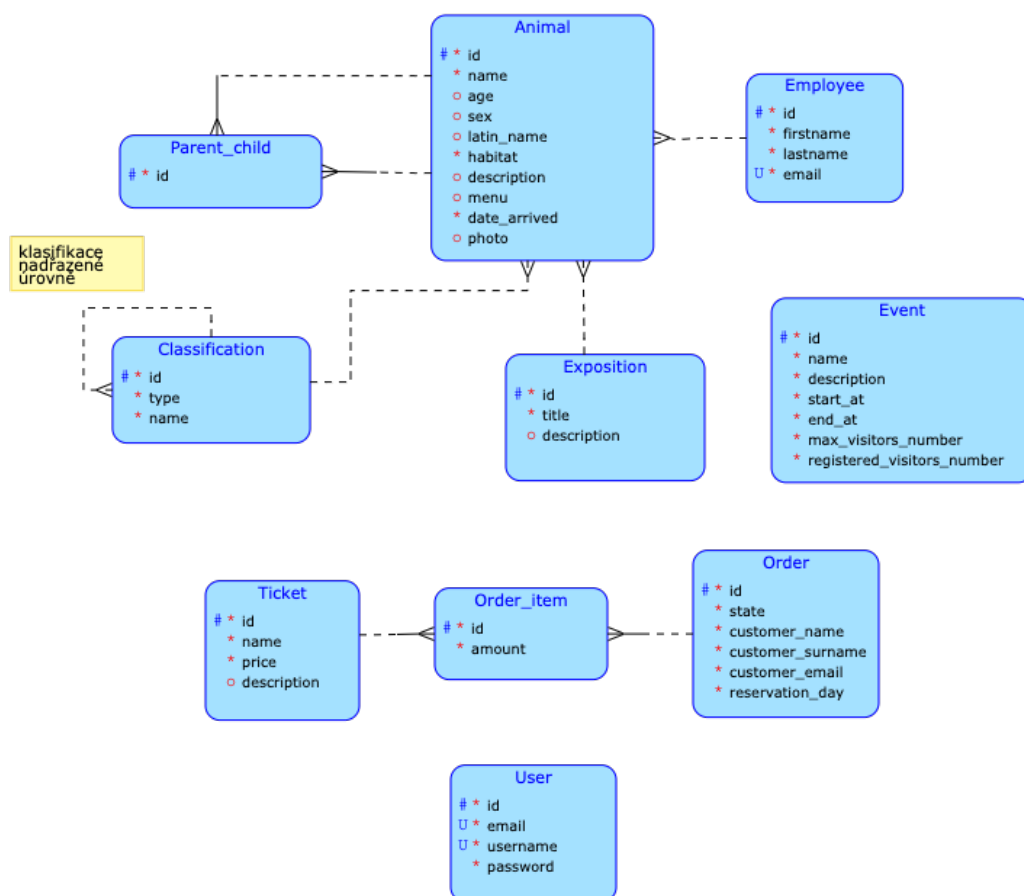 Animal
# * id
* name
o age
o sex
o latin_name
* habitat
o description
o menu
* date_arrived
o photo
Employee
# * id
* firstname
* lastname
U * email
Parent_child
# * id
klasifikace
nadřazené
úrovně
Classification
# * id
* type
* name
Exposition
# * id
* title
o description
Event
# * id
* name
* description
* start_at
* end_at
* max_visitors_number
* registered_visitors_number
Ticket
# * id
* name
* price
o description
Order_item
# * id
* amount
Order
# * id
* state
* customer_name
* customer_surname
* customer_email
* reservation_day
User
# * id
U * email
U * username
* password